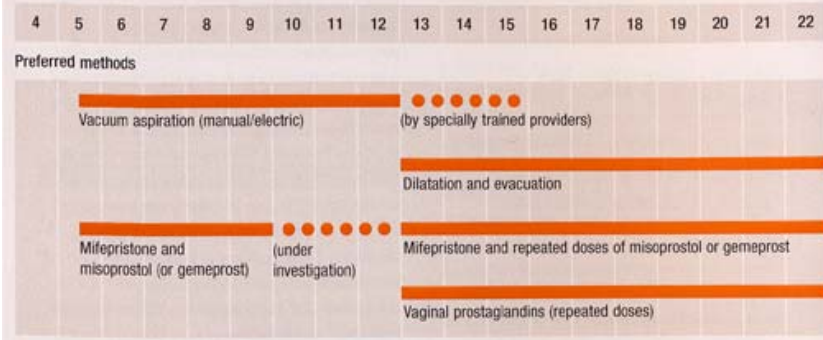 4 5 6 7 8 9 10 11 12 13 14 15 16 17 18 19 20 21 22
Preferred methods
Vacuum aspiration (manual/electric) (by specially trained providers)
Dilatation and evacuation
Mifepristone and (under Mifepristone and repeated doses of misoprostol or gemeprost
misoprostol (or gemeprost) investigation)
Vaginal prostaglandins (repeated doses)